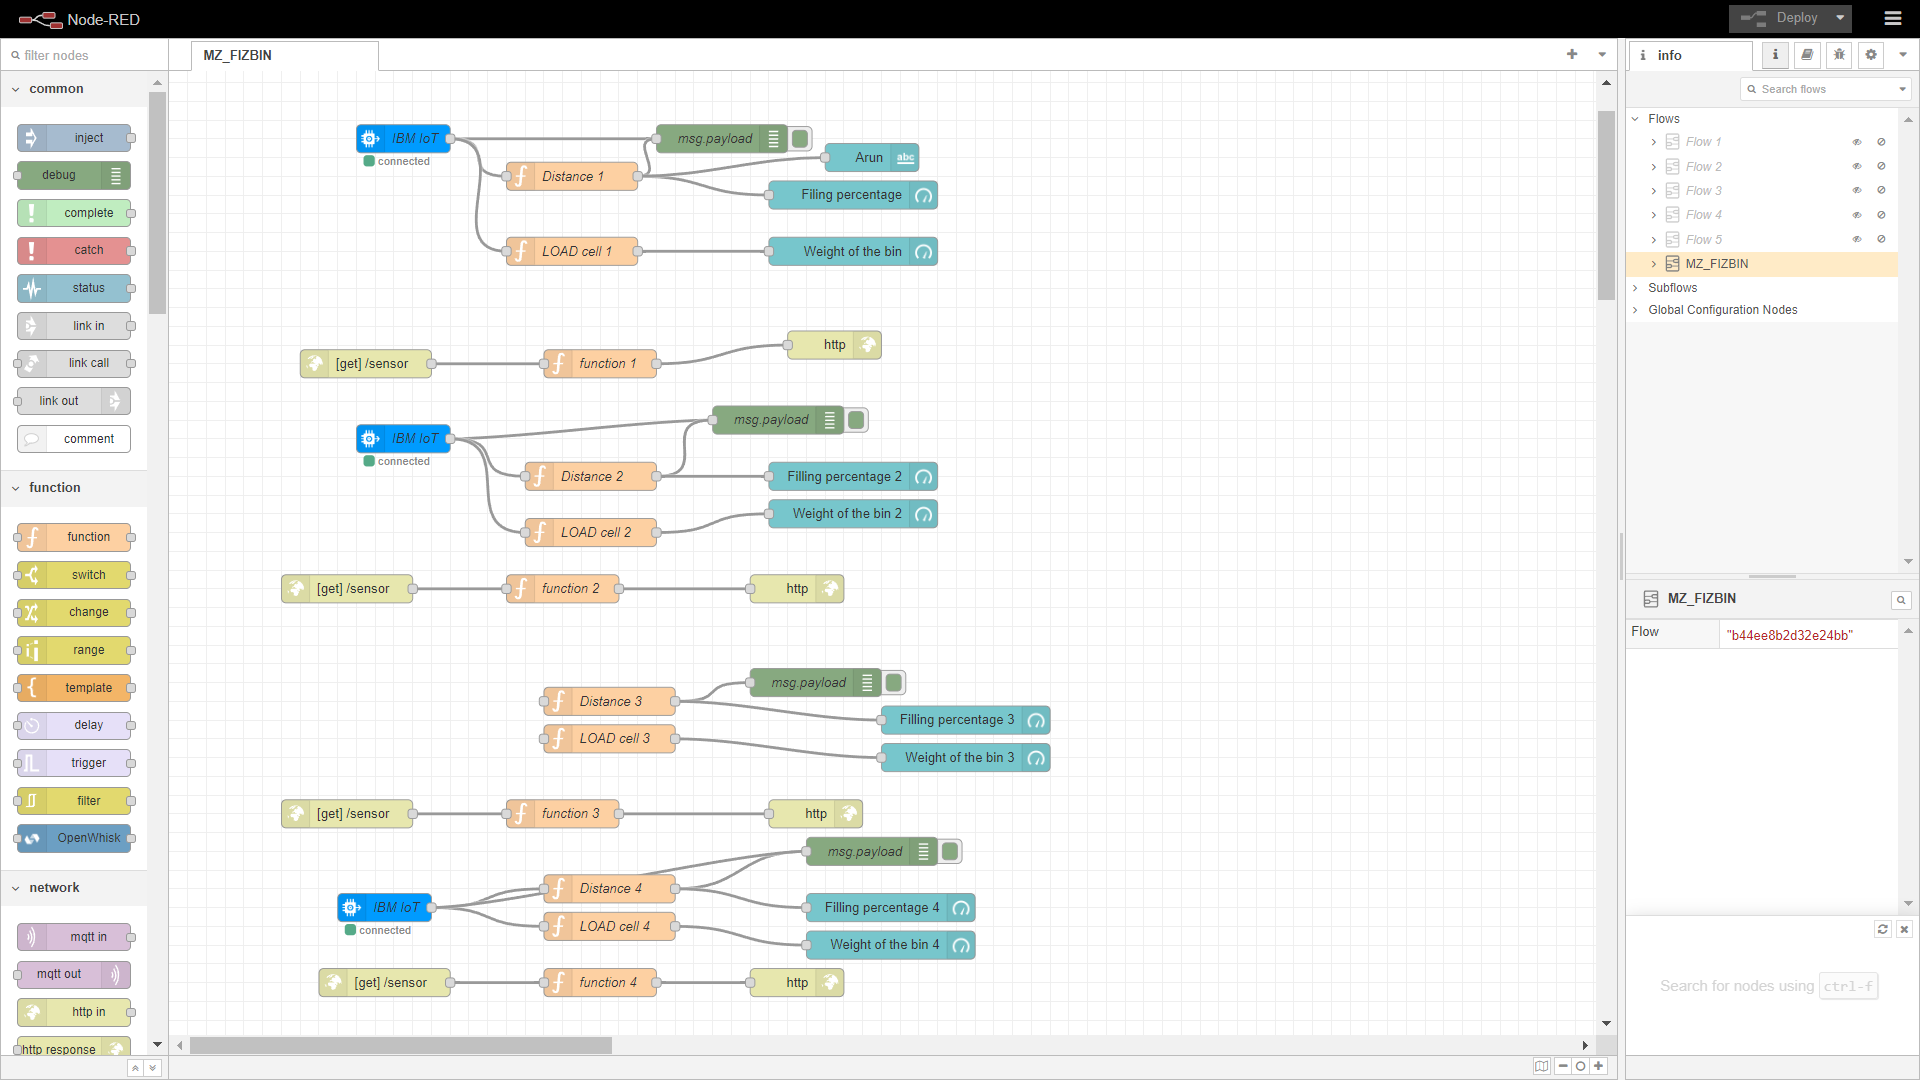 Node-RED
Deploy
filter nodes
MZ_FIZBIN
i info
i
Search flows
common
inject
debug
complete
catch
status
link in
link call
link out
comment
function
function
switch
change
range
template
delay
trigger
filter
OpenWhisk
network
mqtt in
mqtt out
http in
http response
IBM IoT
connected
msg.payload
Arun
abc
Distance 1
Filing percentage
LOAD cell 1
Weight of the bin
[get] /sensor
function 1
http
IBM IoT
connected
msg.payload
Distance 2
Filling percentage 2
Weight of the bin 2
LOAD cell 2
[get] /sensor
function 2
http
msg.payload
Distance 3
Filling percentage 3
LOAD cell 3
Weight of the bin 3
[get] /sensor
function 3
http
msg.payload
Distance 4
IBM IoT
connected
Filling percentage 4
LOAD cell 4
Weight of the bin 4
[get] /sensor
function 4
http
Flows
Flow 1
Flow 2
Flow 3
Flow 4
Flow 5
MZ_FIZBIN
Subflows
Global Configuration Nodes
MZ_FIZBIN
Flow "b44ee8b2d32e24bb"
Search for nodes using ctrl-f